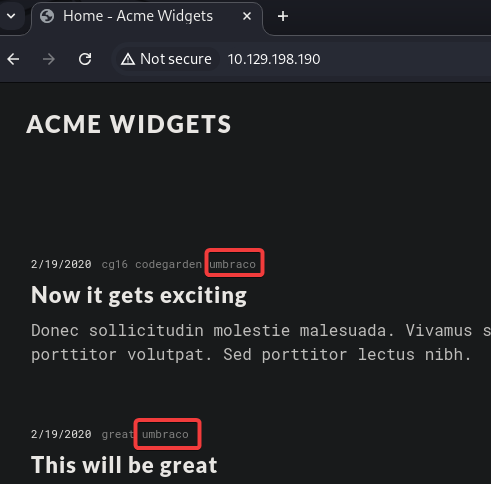 Home - Acme Widgets
Not secure 10.129.198.190
ACME WIDGETS
2/19/2020 cg16 codegarden umbraco
Now it gets exciting
Donec sollicitudin molestie malesuada. Vivamus s
porttitor volutpat. Sed porttitor lectus nibh.
2/19/2020 great umbraco
This will be great